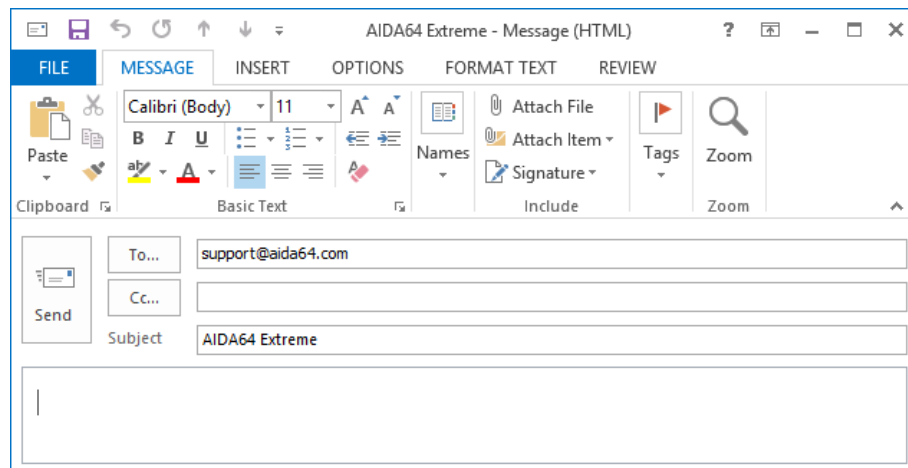 AIDA64 Extreme - Message (HTML) ?
FILE MESSAGE INSERT OPTIONS FORMAT TEXT REVIEW
Calibri (Body) 11 A A Attach File
B I U Attach Item
Paste Names Tags Zoom
aby A Signature
Clipboard Basic Text Include Zoom
To... support@aida64.com
Cc...
Send
Subject AIDA64 Extreme